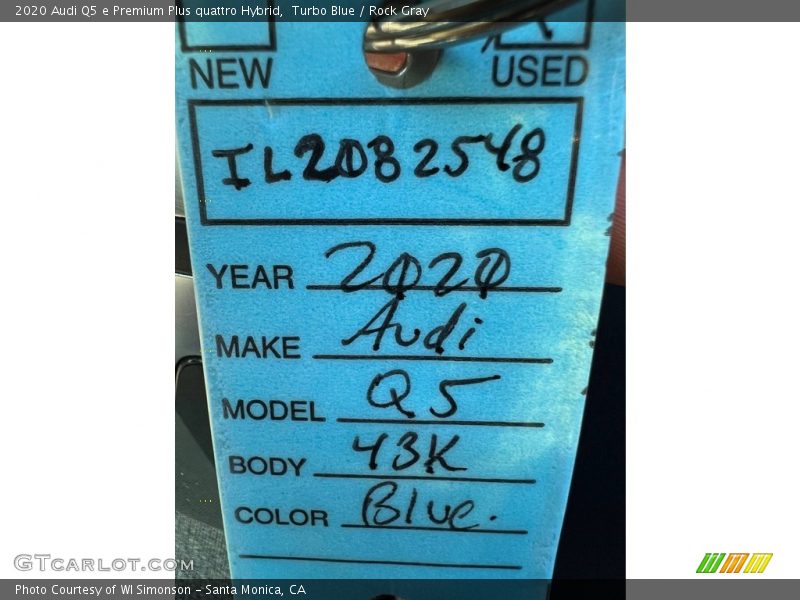 2020 Audi Q5 e Premium Plus quattro Hybrid,  Turbo Blue / Rock Gray
NEW USED
IL2082548
YEAR 2020
MAKE Audi
MODEL Q5
BODY 43K
COLOR Blue.
GTCarlot.com
Photo Courtesy of WI Simonson - Santa Monica, CA